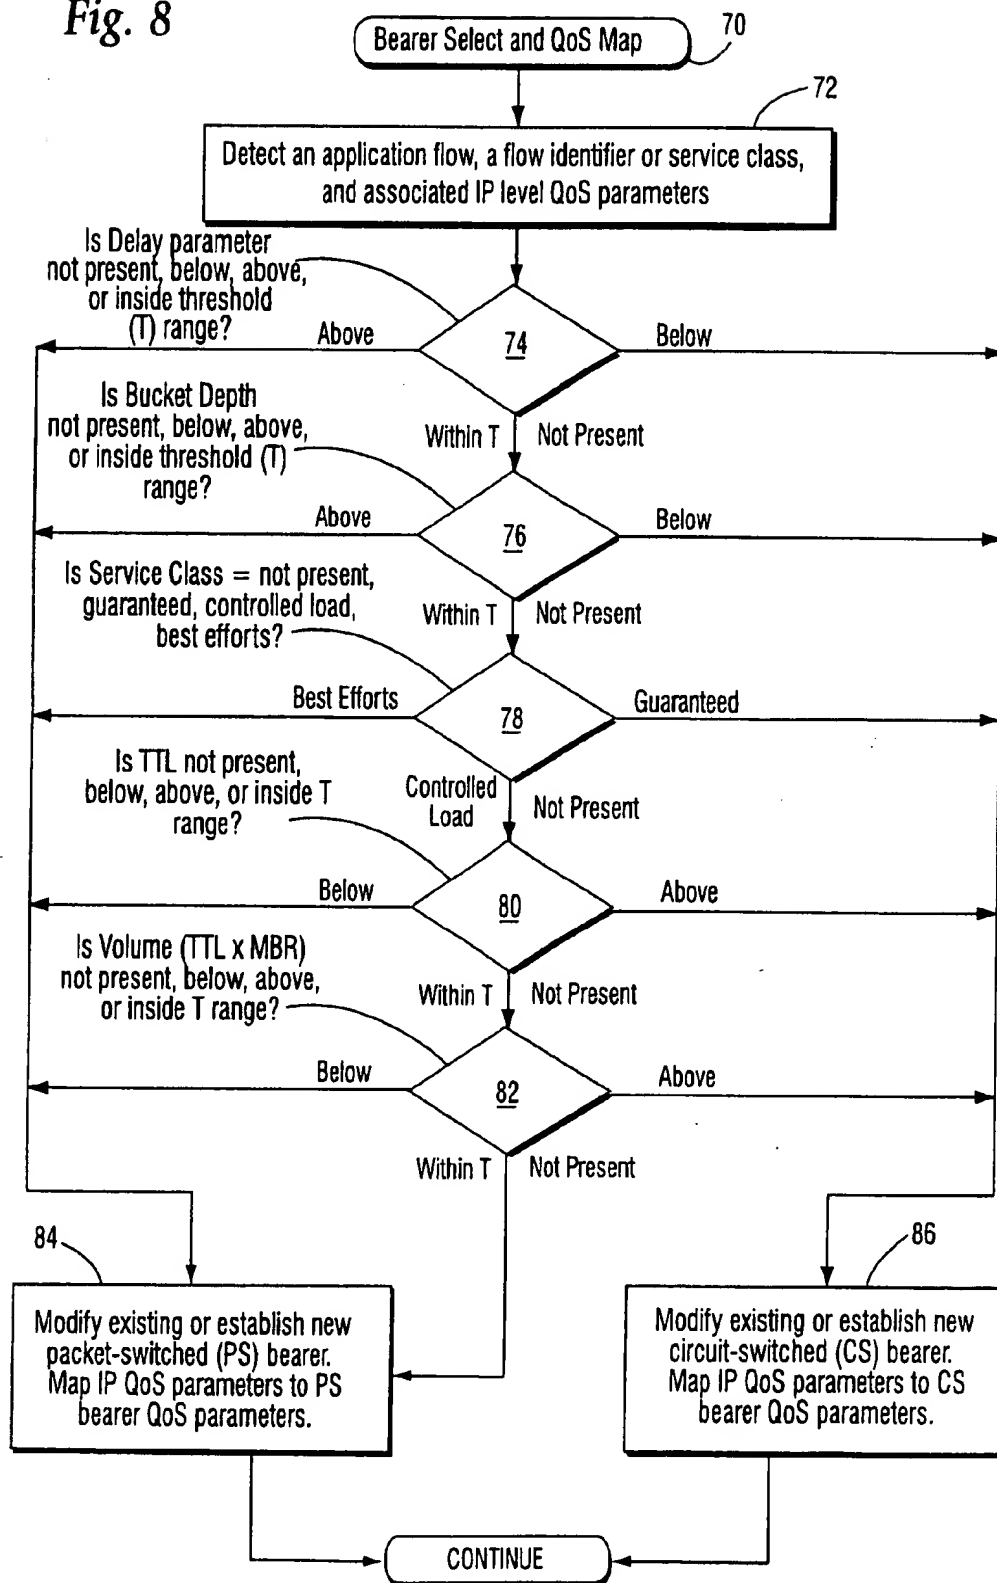 Fig. 8
Bearer Select and QoS Map
70
72
Detect an application flow, a flow identifier or service class,
and associated IP level QoS parameters
Is Delay parameter
not present, below, above,
or inside threshold
(T) range?
Above
74
Below
Within T
Not Present
Is Bucket Depth
not present, below, above,
or inside threshold (T)
range?
Above
76
Below
Within T
Not Present
Is Service Class = not present,
guaranteed, controlled load,
best efforts?
Best Efforts
78
Guaranteed
Controlled
Load
Not Present
Is TTL not present,
below, above, or inside T
range?
Below
80
Above
Within T
Not Present
Is Volume (TTL x MBR)
not present, below, above,
or inside T range?
Below
82
Above
Within T
Not Present
84
Modify existing or establish new
packet-switched (PS) bearer.
Map IP QoS parameters to PS
bearer QoS parameters.
86
Modify existing or establish new
circuit-switched (CS) bearer.
Map IP QoS parameters to CS
bearer QoS parameters.
CONTINUE